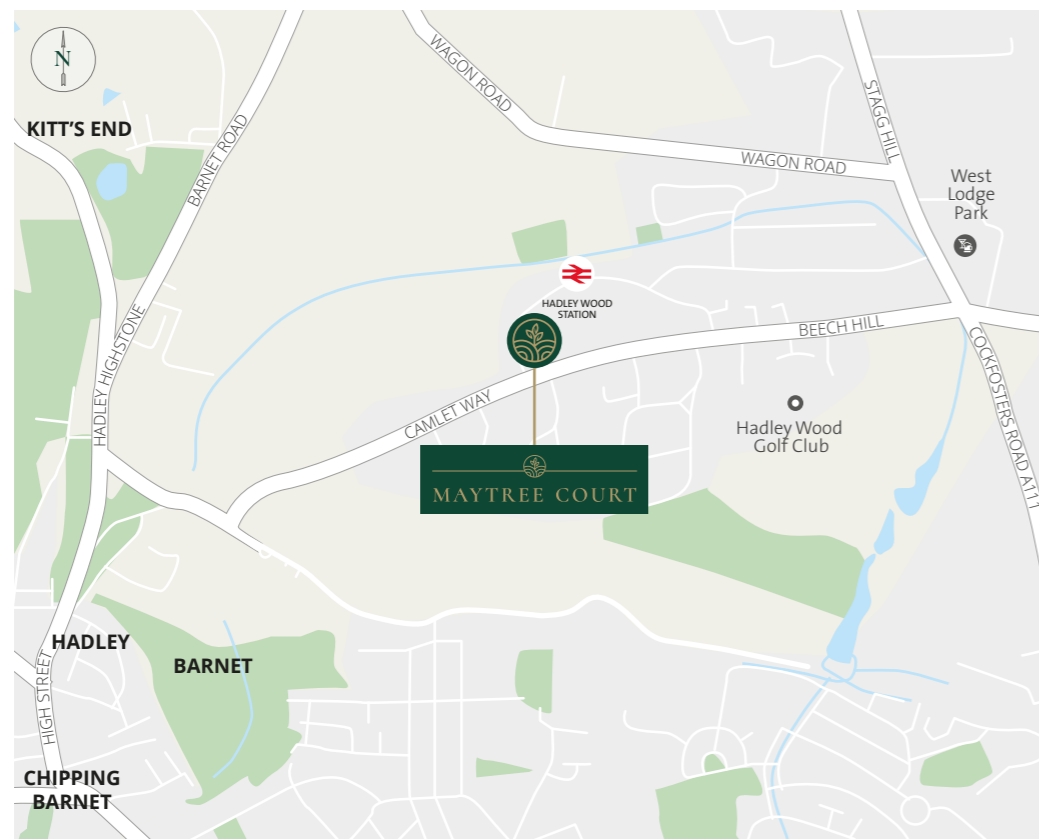 N
KITT'S END
BARNET ROAD
WAGON ROAD
WAGON ROAD
STAGG HILL
West
Lodge
Park
HADLEY WOOD
STATION
HADLEY HIGHSTONE
BEECH HILL
CAMLET WAY
COCKFOSTERS ROAD A111
Hadley Wood
Golf Club
MAYTREE COURT
HADLEY
BARNET
HIGH STREET
CHIPPING
BARNET